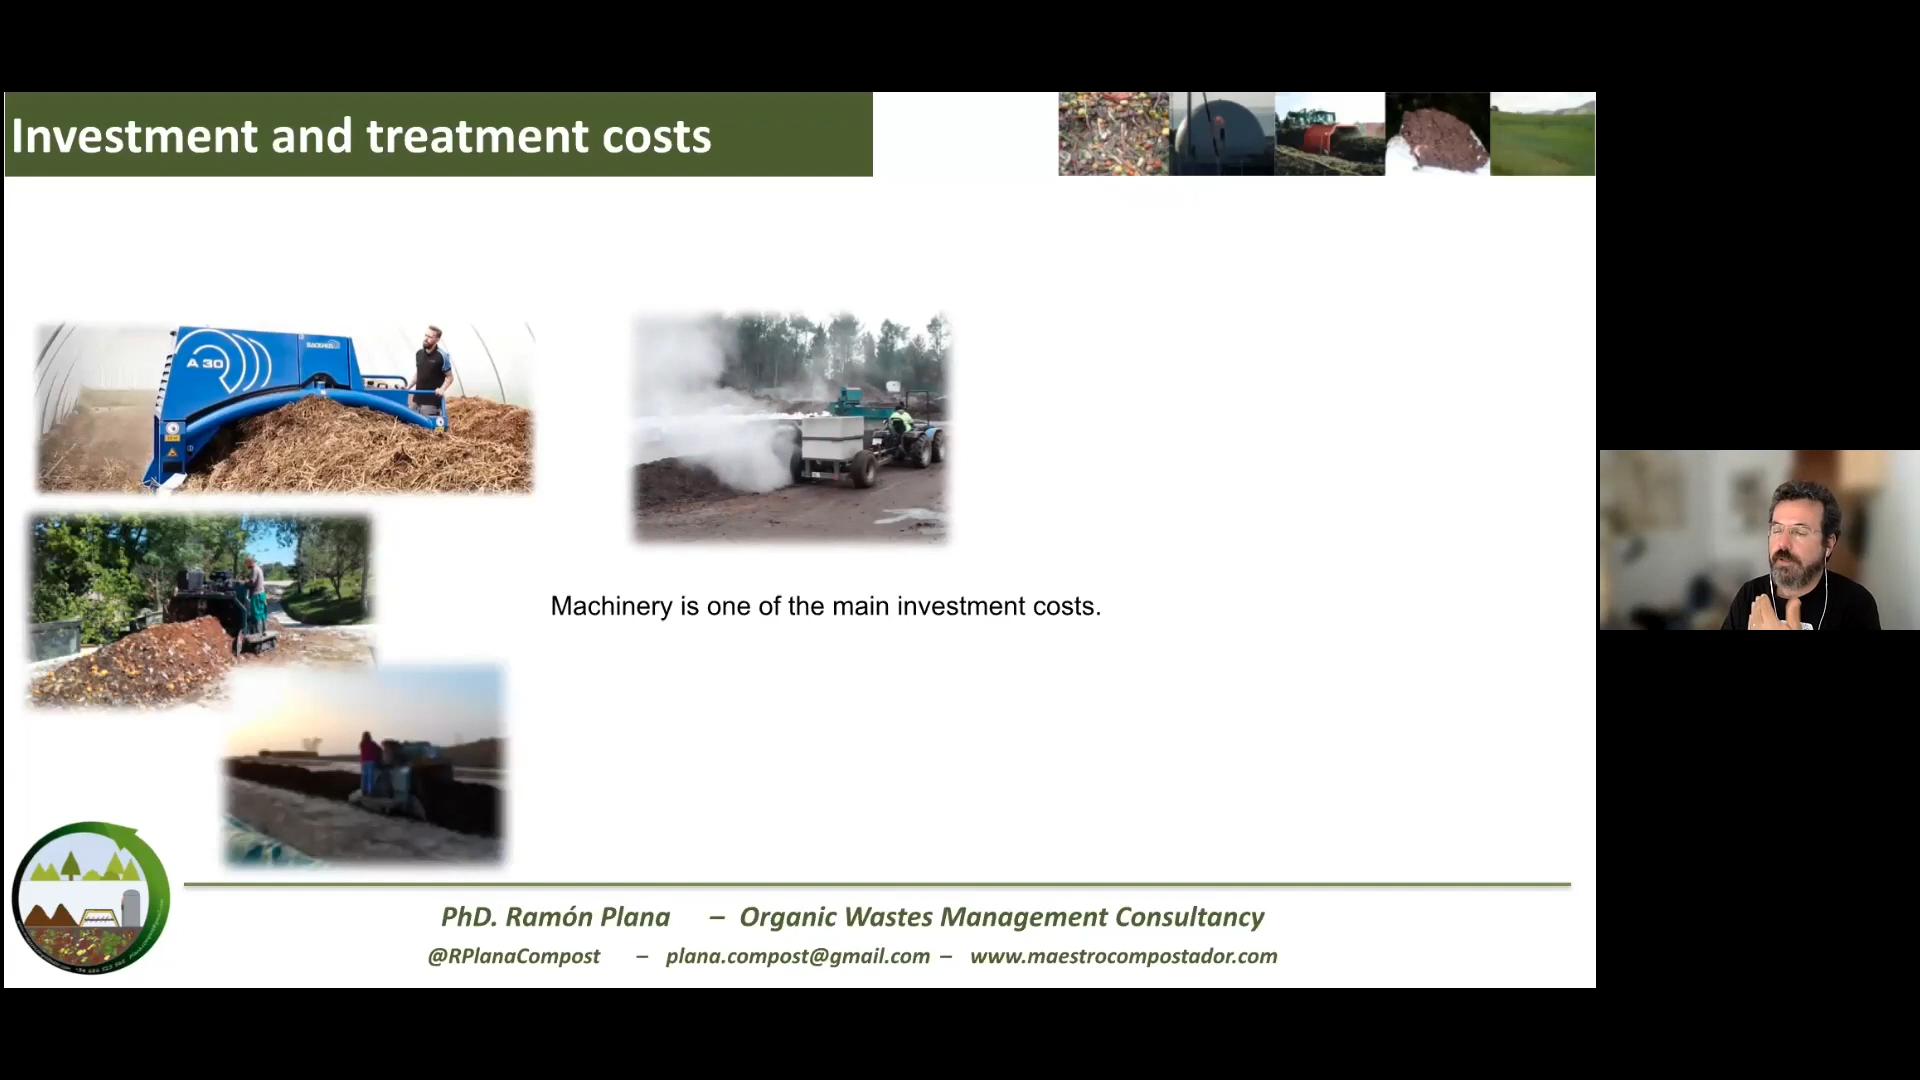 Investment and treatment costs
A 30
BACKHUS
Machinery is one of the main investment costs.
PhD. Ramón Plana – Organic Wastes Management Consultancy
@RPlanaCompost – plana.compost@gmail.com – www.maestrocompostador.com